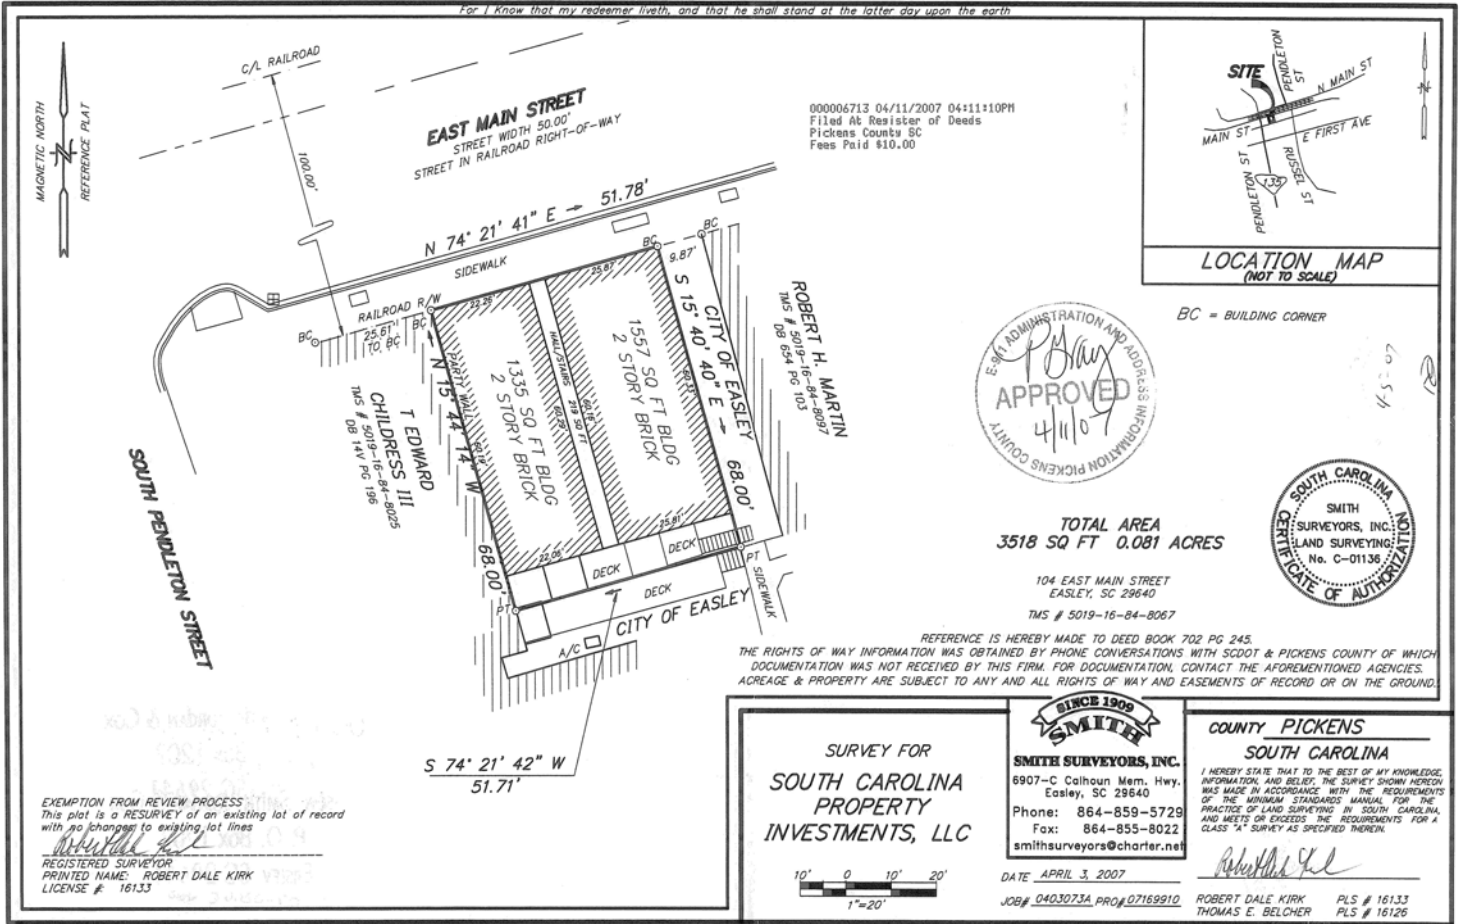 For I Know that my redeemer liveth, and that he shall stand at the latter day upon the earth
MAGNETIC NORTH
REFERENCE PLAT
N
C/L RAILROAD
100.00'
EAST MAIN STREET
STREET WIDTH 50.00'
STREET IN RAILROAD RIGHT-OF-WAY
000006713 04/11/2007 04:11:10PM
Filed At Register of Deeds
Pickens County SC
Fees Paid $10.00
SITE
PENDLETON ST
N MAIN ST
MAIN ST
E FIRST AVE
PENDLETON ST
135
RUSSEL ST
N
LOCATION MAP
(NOT TO SCALE)
BC = BUILDING CORNER
N 74° 21' 41" E → 51.78'
SIDEWALK
RAILROAD R/W
BC
25.61'
TO BC
BC
22.26'
25.87'
BC
9.87'
BC
S 15° 40' 40" E → 68.00'
CITY OF EASLEY
ROBERT H. MARTIN
TMS # 5019-16-84-8097
DB 654 PG 103
T EDWARD
CHILDRESS III
TMS # 5019-16-84-8025
DB 14V PG 196
N 15° 44' 14" W
68.00'
PARTY WALL
60.19'
1335 SQ FT BLDG
2 STORY BRICK
HALL/STAIRS 219 SQ FT
60.29'
60.16'
1557 SQ FT BLDG
2 STORY BRICK
60.33'
22.06'
25.81'
DECK
DECK
DECK
PT
PT
SIDEWALK
CITY OF EASLEY
A/C
SOUTH PENDLETON STREET
S 74° 21' 42" W
51.71'
E-911 ADMINISTRATION AND ADDRESS INFORMATION PICKENS COUNTY
P Gray
APPROVED
4/11/07
4-5-07
TOTAL AREA
3518 SQ FT 0.081 ACRES
104 EAST MAIN STREET
EASLEY, SC 29640
TMS # 5019-16-84-8067
SOUTH CAROLINA
CERTIFICATE OF AUTHORIZATION
SMITH
SURVEYORS, INC.
LAND SURVEYING
No. C-01136
REFERENCE IS HEREBY MADE TO DEED BOOK 702 PG 245.
THE RIGHTS OF WAY INFORMATION WAS OBTAINED BY PHONE CONVERSATIONS WITH SCDOT & PICKENS COUNTY OF WHICH
DOCUMENTATION WAS NOT RECEIVED BY THIS FIRM. FOR DOCUMENTATION, CONTACT THE AFOREMENTIONED AGENCIES.
ACREAGE & PROPERTY ARE SUBJECT TO ANY AND ALL RIGHTS OF WAY AND EASEMENTS OF RECORD OR ON THE GROUND.
EXEMPTION FROM REVIEW PROCESS
This plat is a RESURVEY of an existing lot of record
with no changes to existing lot lines
Robert Dale Kirk
REGISTERED SURVEYOR
PRINTED NAME: ROBERT DALE KIRK
LICENSE #: 16133
SURVEY FOR
SOUTH CAROLINA
PROPERTY
INVESTMENTS, LLC
10' 0 10' 20'
1"=20'
SINCE 1909
SMITH
SMITH SURVEYORS, INC.
6907-C Calhoun Mem. Hwy.
Easley, SC 29640
Phone: 864-859-5729
Fax: 864-855-8022
smithsurveyors@charter.net
DATE APRIL 3, 2007
JOB# 0403073A PRO# 07169910
COUNTY PICKENS
SOUTH CAROLINA
I HEREBY STATE THAT TO THE BEST OF MY KNOWLEDGE,
INFORMATION, AND BELIEF, THE SURVEY SHOWN HEREON
WAS MADE IN ACCORDANCE WITH THE REQUIREMENTS
OF THE MINIMUM STANDARDS MANUAL FOR THE
PRACTICE OF LAND SURVEYING IN SOUTH CAROLINA,
AND MEETS OR EXCEEDS THE REQUIREMENTS FOR A
CLASS "A" SURVEY AS SPECIFIED THEREIN.
Robert Dale Kirk
ROBERT DALE KIRK PLS # 16133
THOMAS E. BELCHER PLS # 16126